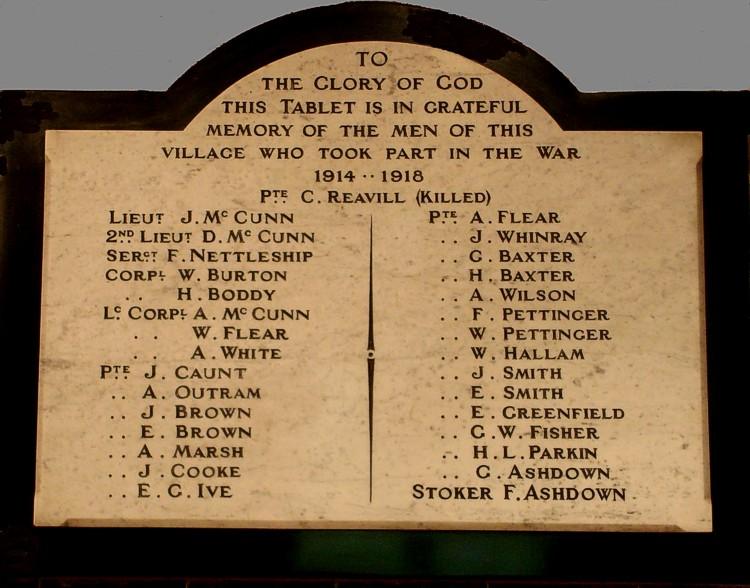 TO
THE GLORY OF GOD
THIS TABLET IS IN GRATEFUL
MEMORY OF THE MEN OF THIS
VILLAGE WHO TOOK PART IN THE WAR
1914 ·· 1918
PTE C. REAVILL (KILLED)
LIEUT J. Mc CUNN
2ND LIEUT D. Mc CUNN
SERGT F. NETTLESHIP
CORPL W. BURTON
.. H. BODDY
LC CORPL A. Mc CUNN
.. W. FLEAR
.. A. WHITE
PTE J. CAUNT
.. A. OUTRAM
.. J. BROWN
.. E. BROWN
.. A. MARSH
.. J. COOKE
.. E. G. IVE
PTE A. FLEAR
.. J. WHINRAY
.. G. BAXTER
.. H. BAXTER
.. A. WILSON
.. F. PETTINGER
.. W. PETTINGER
.. W. HALLAM
.. J. SMITH
.. E. SMITH
.. E. GREENFIELD
.. G. W. FISHER
.. H. L. PARKIN
.. G. ASHDOWN
STOKER F. ASHDOWN